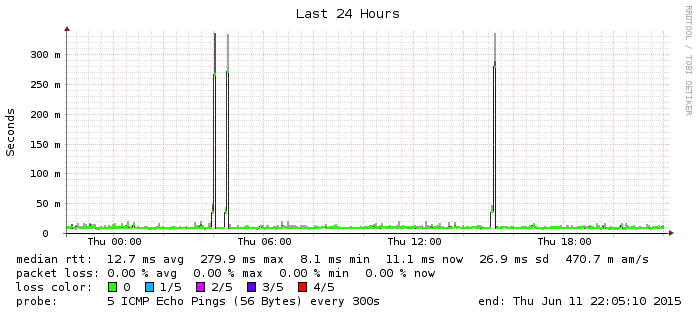 Last 24 Hours
RRDTOOL / TOBI OETIKER
Seconds
300 m
250 m
200 m
150 m
100 m
50 m
0
Thu 00:00 Thu 06:00 Thu 12:00 Thu 18:00
median rtt: 12.7 ms avg 279.9 ms max 8.1 ms min 11.1 ms now 26.9 ms sd 470.7 m am/s
packet loss: 0.00 % avg 0.00 % max 0.00 % min 0.00 % now
loss color: 0 1/5 2/5 3/5 4/5
probe: 5 ICMP Echo Pings (56 Bytes) every 300s end: Thu Jun 11 22:05:10 2015